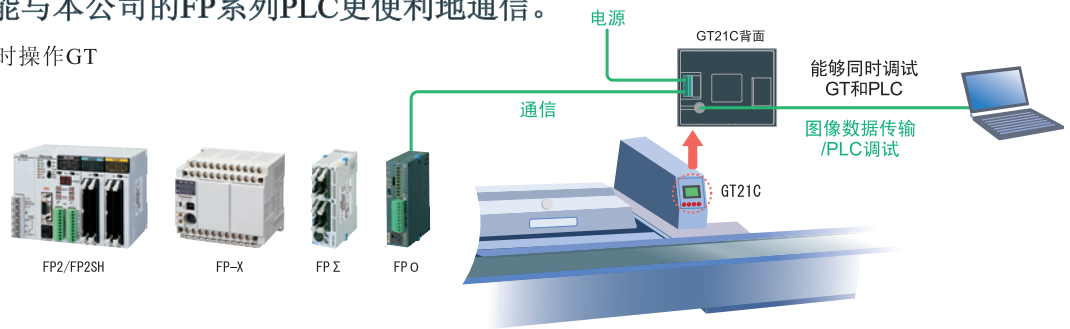 能与本公司的FP系列PLC更便利地通信。
时操作GT
电源
GT21C背面
能够同时调试
GT和PLC
通信
图像数据传输
/PLC调试
GT21C
FP2/FP2SH
FP-X
FPΣ
FP0